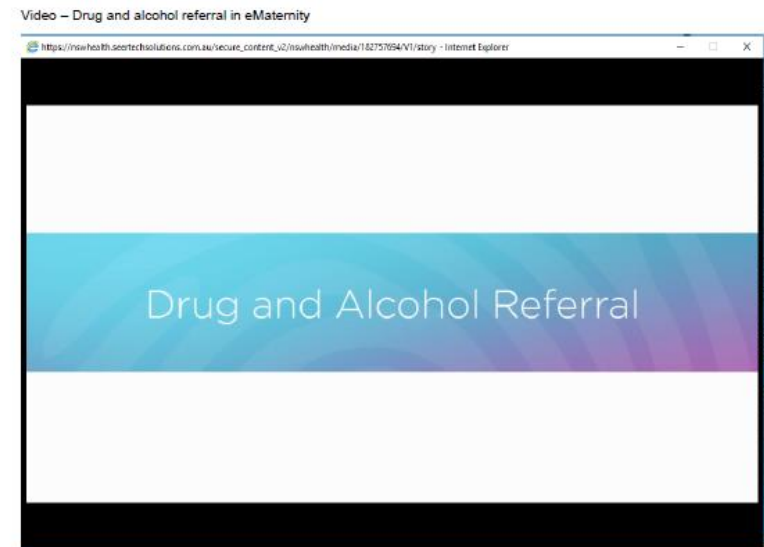 Video – Drug and alcohol referral in eMaternity
https://nswhealth.seertechsolutions.com.au/secure_content_v2/nswhealth/media/182757694/V1/story - Internet Explorer
Drug and Alcohol Referral